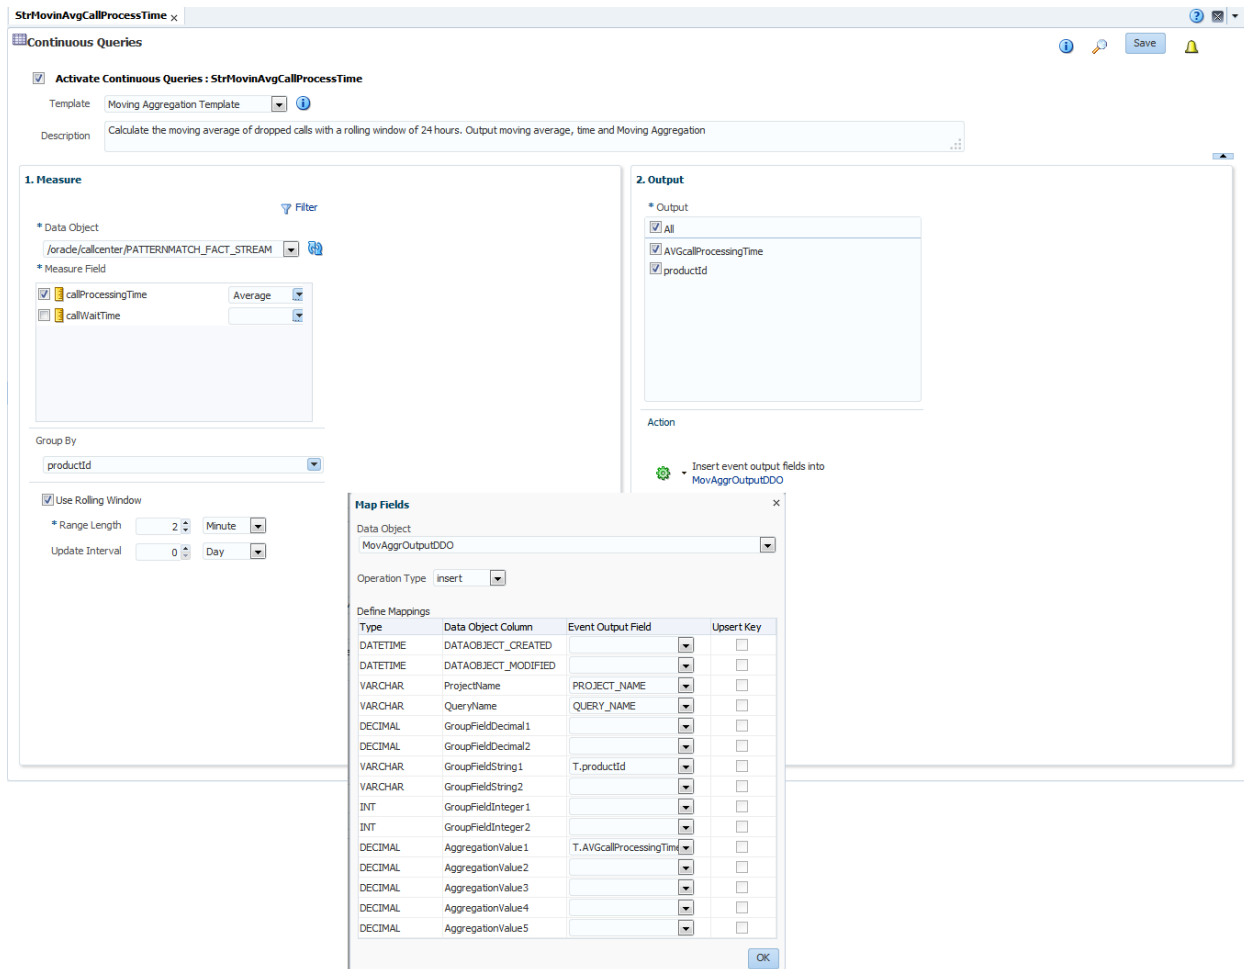 StrMovinAvgCallProcessTime
Continuous Queries
Save
Activate Continuous Queries : StrMovinAvgCallProcessTime
Template Moving Aggregation Template
Description Calculate the moving average of dropped calls with a rolling window of 24 hours. Output moving average, time and Moving Aggregation
1. Measure
Filter
* Data Object
/oracle/callcenter/PATTERNMATCH_FACT_STREAM
* Measure Field
callProcessingTime Average
callWaitTime
Group By
productId
Use Rolling Window
* Range Length 2 Minute
Update Interval 0 Day
2. Output
* Output
All
AVGcallProcessingTime
productId
Action
Insert event output fields into
MovAggrOutputDDO
Map Fields
Data Object
MovAggrOutputDDO
Operation Type insert
Define Mappings
Type Data Object Column Event Output Field Upsert Key
DATETIME DATAOBJECT_CREATED
DATETIME DATAOBJECT_MODIFIED
VARCHAR ProjectName PROJECT_NAME
VARCHAR QueryName QUERY_NAME
DECIMAL GroupFieldDecimal1
DECIMAL GroupFieldDecimal2
VARCHAR GroupFieldString1 T.productId
VARCHAR GroupFieldString2
INT GroupFieldInteger1
INT GroupFieldInteger2
DECIMAL AggregationValue1 T.AVGcallProcessingTime
DECIMAL AggregationValue2
DECIMAL AggregationValue3
DECIMAL AggregationValue4
DECIMAL AggregationValue5
OK